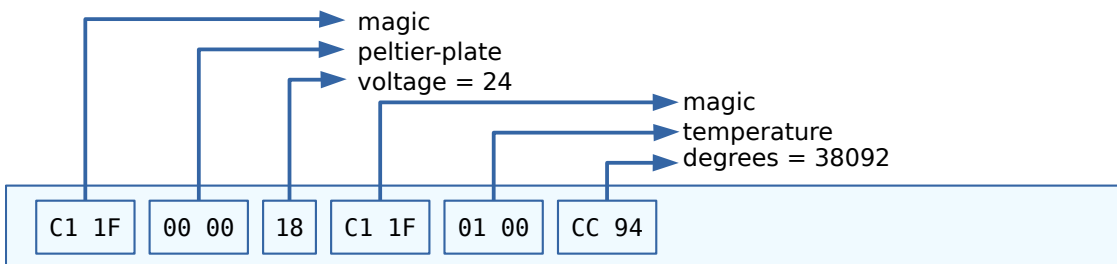 magic
peltier-plate
voltage = 24
magic
temperature
degrees = 38092
C1 1F 00 00 18 C1 1F 01 00 CC 94